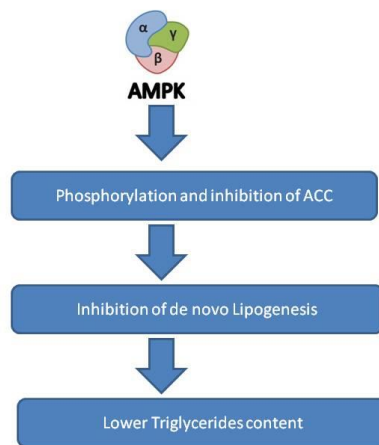 α
γ
β
AMPK
Phosphorylation and inhibition of ACC
Inhibition of de novo Lipogenesis
Lower Triglycerides content